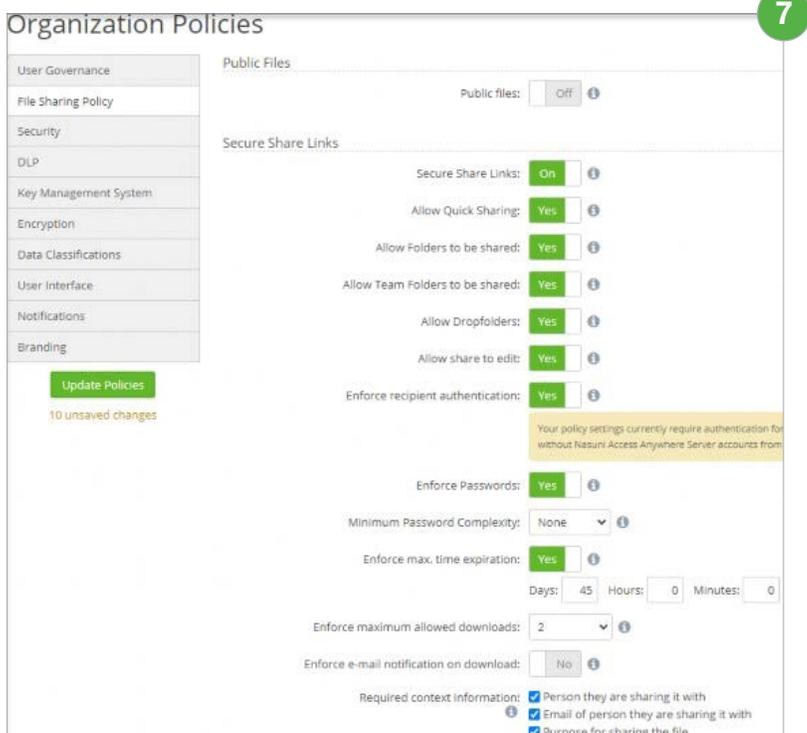 7
Organization Policies
User Governance
File Sharing Policy
Security
DLP
Key Management System
Encryption
Data Classifications
User Interface
Notifications
Branding
Update Policies
10 unsaved changes
Public Files
Public files: Off
Secure Share Links
Secure Share Links: On
Allow Quick Sharing: Yes
Allow Folders to be shared: Yes
Allow Team Folders to be shared: Yes
Allow Dropfolders: Yes
Allow share to edit: Yes
Enforce recipient authentication: Yes
Your policy settings currently require authentication for
without Nasuni Access Anywhere Server accounts from
Enforce Passwords: Yes
Minimum Password Complexity: None
Enforce max. time expiration: Yes
Days: 45 Hours: 0 Minutes: 0
Enforce maximum allowed downloads: 2
Enforce e-mail notification on download: No
Required context information: Person they are sharing it with
Email of person they are sharing it with
Purpose for sharing the file